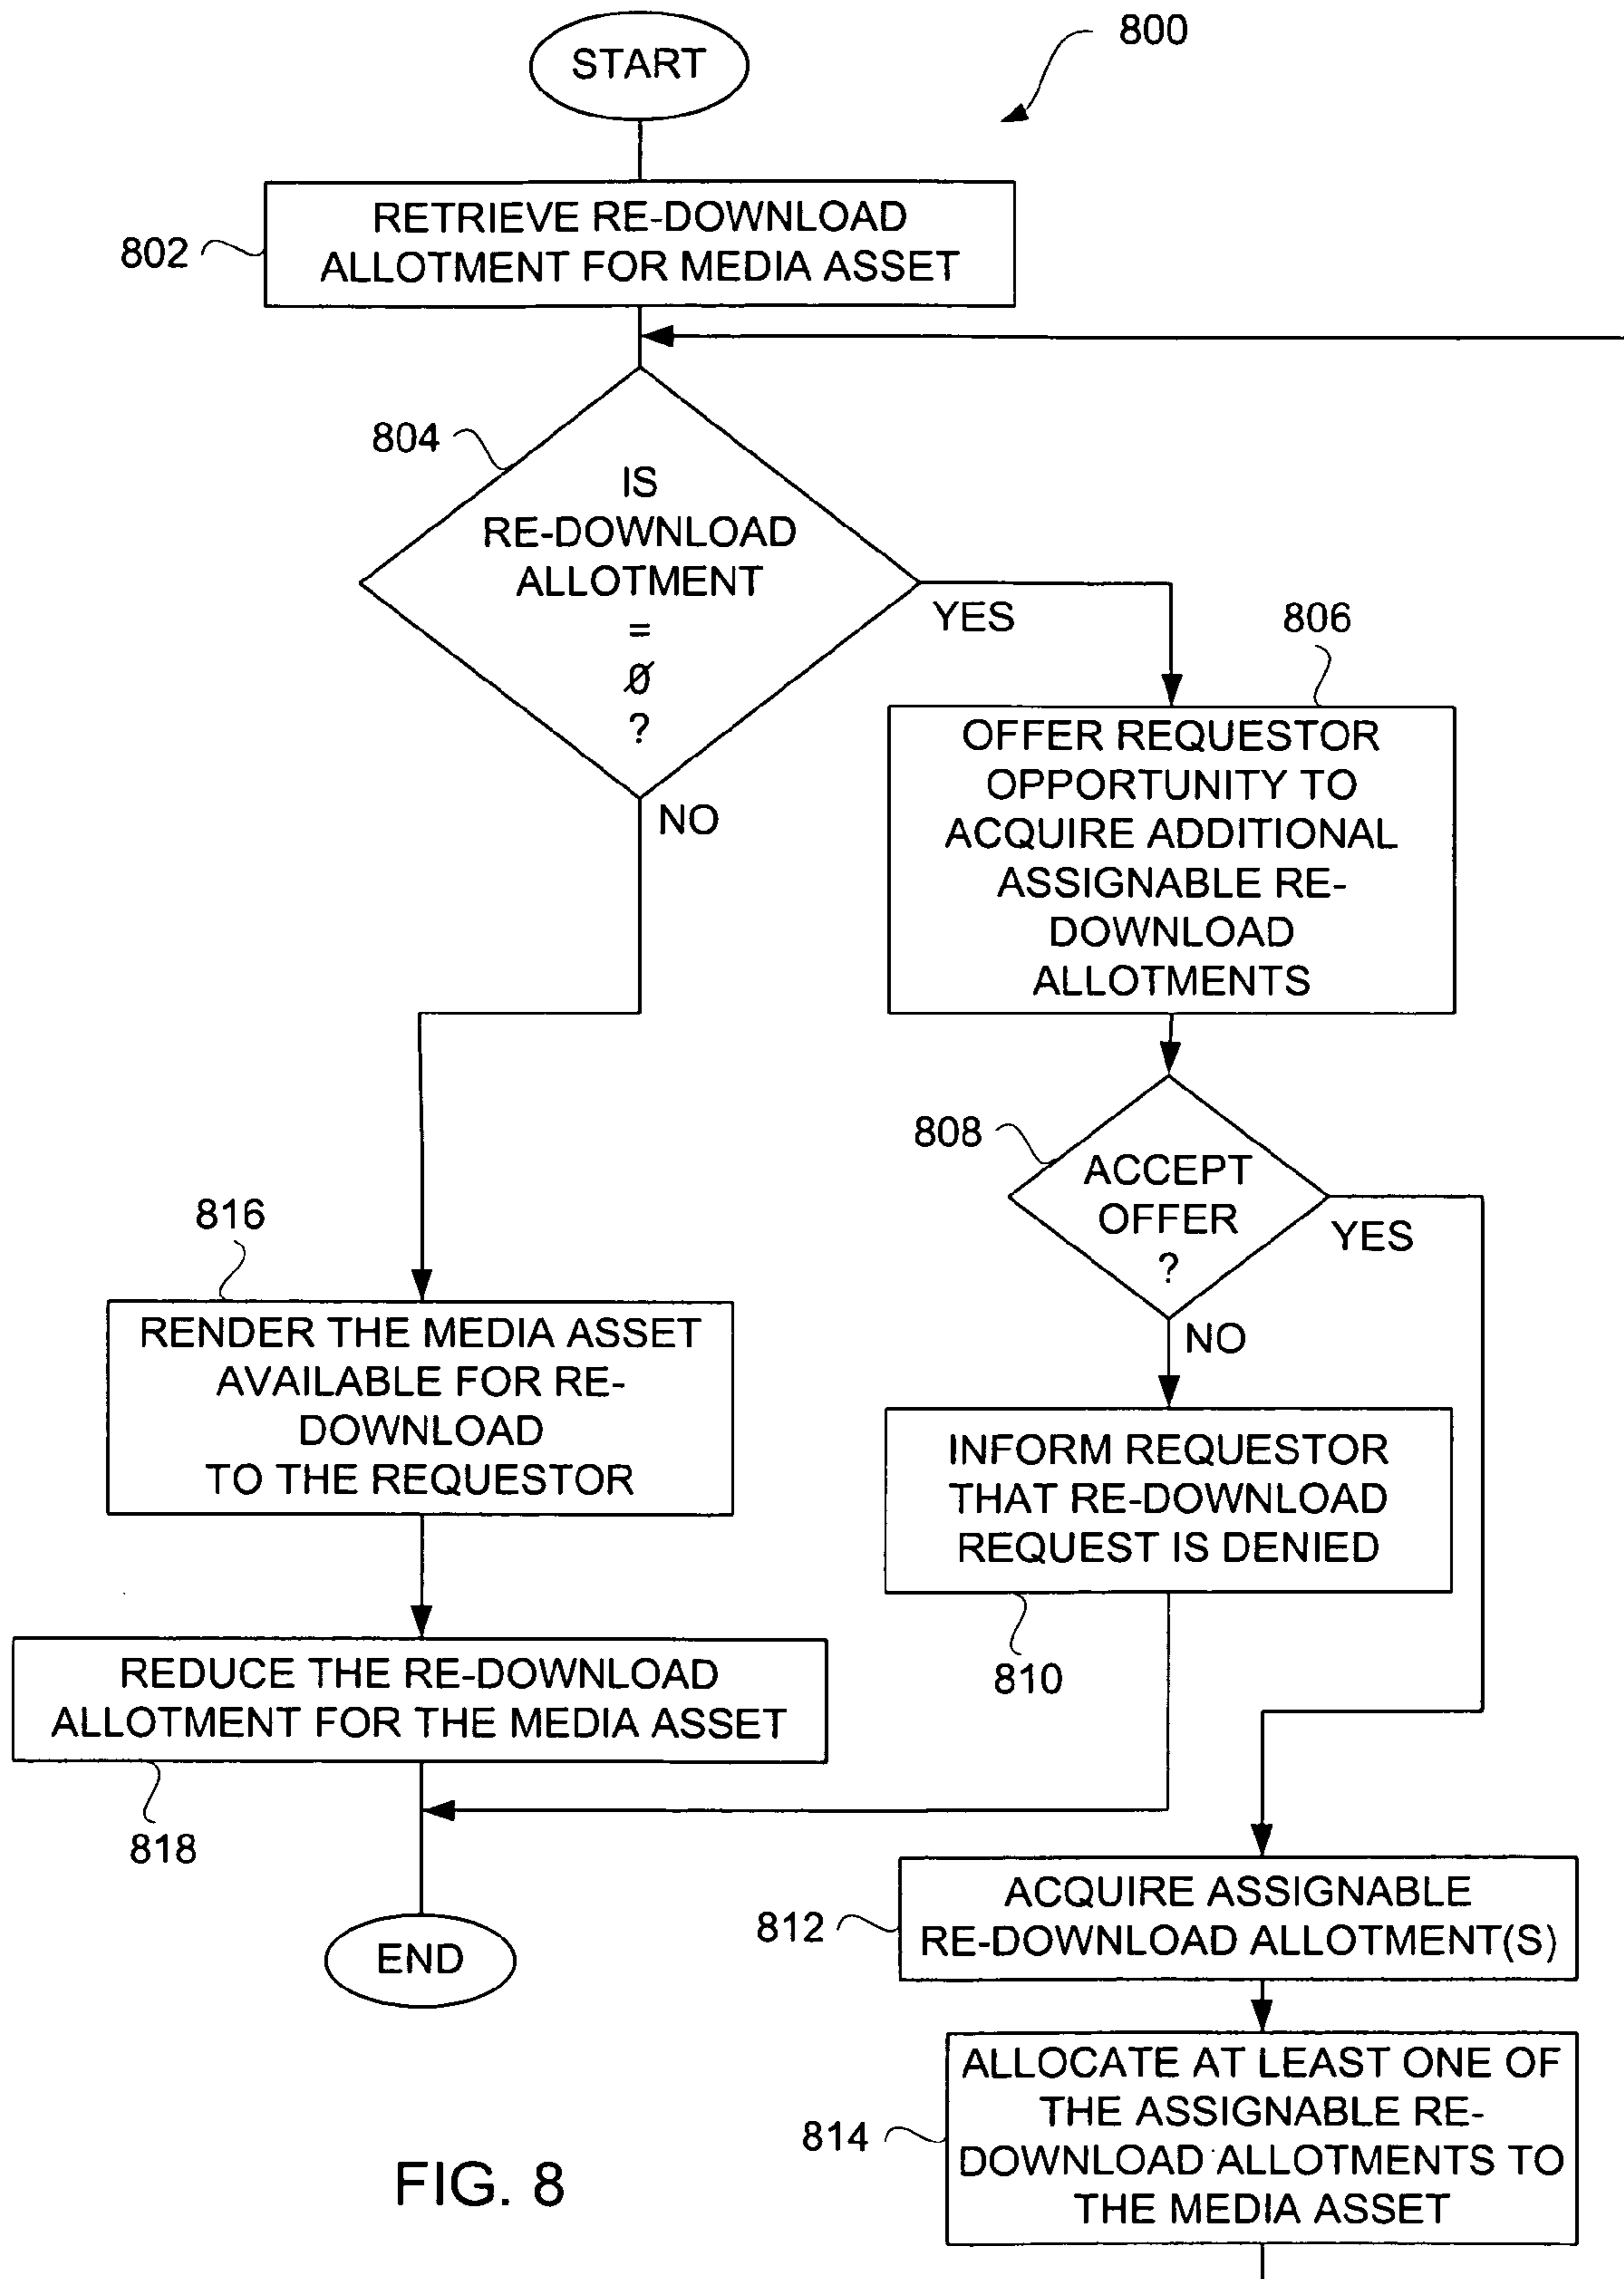 800
START
802
RETRIEVE RE-DOWNLOAD
ALLOTMENT FOR MEDIA ASSET
804
IS
RE-DOWNLOAD
ALLOTMENT
=
0
?
YES
NO
806
OFFER REQUESTOR
OPPORTUNITY TO
ACQUIRE ADDITIONAL
ASSIGNABLE RE-
DOWNLOAD
ALLOTMENTS
808
ACCEPT
OFFER
?
YES
NO
816
RENDER THE MEDIA ASSET
AVAILABLE FOR RE-
DOWNLOAD
TO THE REQUESTOR
INFORM REQUESTOR
THAT RE-DOWNLOAD
REQUEST IS DENIED
810
REDUCE THE RE-DOWNLOAD
ALLOTMENT FOR THE MEDIA ASSET
818
END
812
ACQUIRE ASSIGNABLE
RE-DOWNLOAD ALLOTMENT(S)
814
ALLOCATE AT LEAST ONE OF
THE ASSIGNABLE RE-
DOWNLOAD ALLOTMENTS TO
THE MEDIA ASSET
FIG. 8